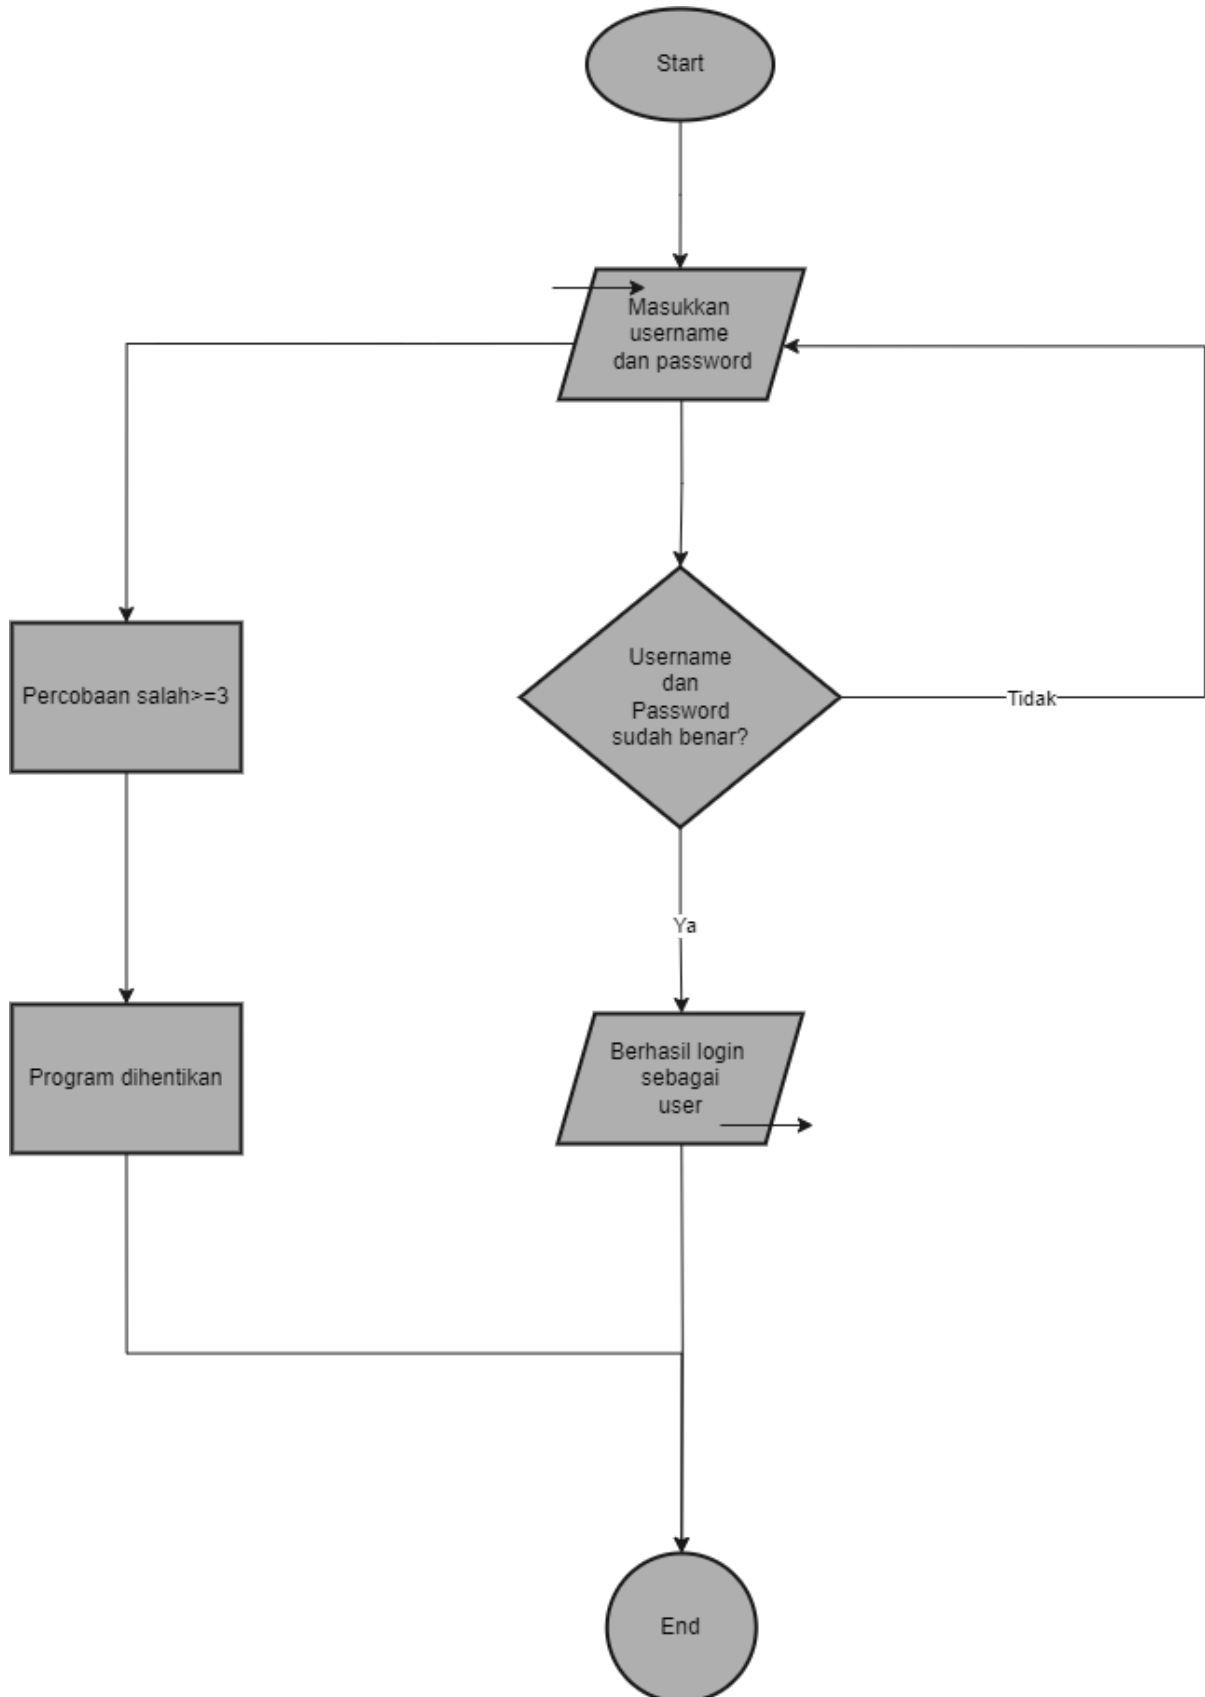 Start
Masukkan
username
dan password
Percobaan salah>=3
Username
dan
Password
sudah benar?
Tidak
Ya
Program dihentikan
Berhasil login
sebagai
user
End